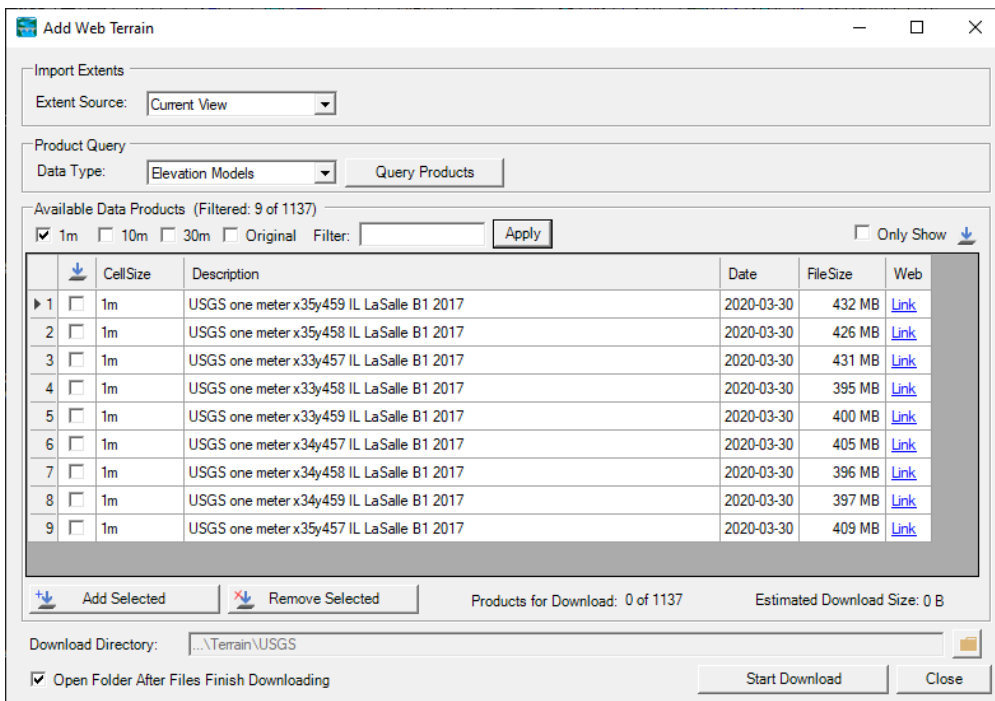 Add Web Terrain
Import Extents
Extent Source: Current View
Product Query
Data Type: Elevation Models Query Products
Available Data Products (Filtered: 9 of 1137)
1m 10m 30m Original Filter: Apply Only Show
CellSize Description Date FileSize Web
1 1m USGS one meter x35y459 IL LaSalle B1 2017 2020-03-30 432 MB Link
2 1m USGS one meter x35y458 IL LaSalle B1 2017 2020-03-30 426 MB Link
3 1m USGS one meter x33y457 IL LaSalle B1 2017 2020-03-30 431 MB Link
4 1m USGS one meter x33y458 IL LaSalle B1 2017 2020-03-30 395 MB Link
5 1m USGS one meter x33y459 IL LaSalle B1 2017 2020-03-30 400 MB Link
6 1m USGS one meter x34y457 IL LaSalle B1 2017 2020-03-30 405 MB Link
7 1m USGS one meter x34y458 IL LaSalle B1 2017 2020-03-30 396 MB Link
8 1m USGS one meter x34y459 IL LaSalle B1 2017 2020-03-30 397 MB Link
9 1m USGS one meter x35y457 IL LaSalle B1 2017 2020-03-30 409 MB Link
Add Selected Remove Selected Products for Download: 0 of 1137 Estimated Download Size: 0 B
Download Directory: ...\Terrain\USGS
Open Folder After Files Finish Downloading Start Download Close